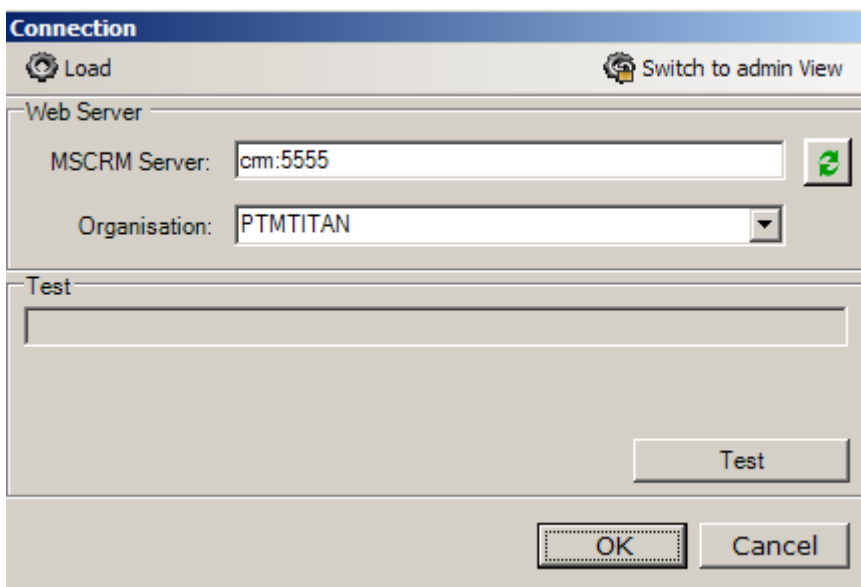 Connection
Load Switch to admin View
Web Server
MSCRM Server: crm:5555
Organisation: PTMTITAN
Test
Test
OK Cancel